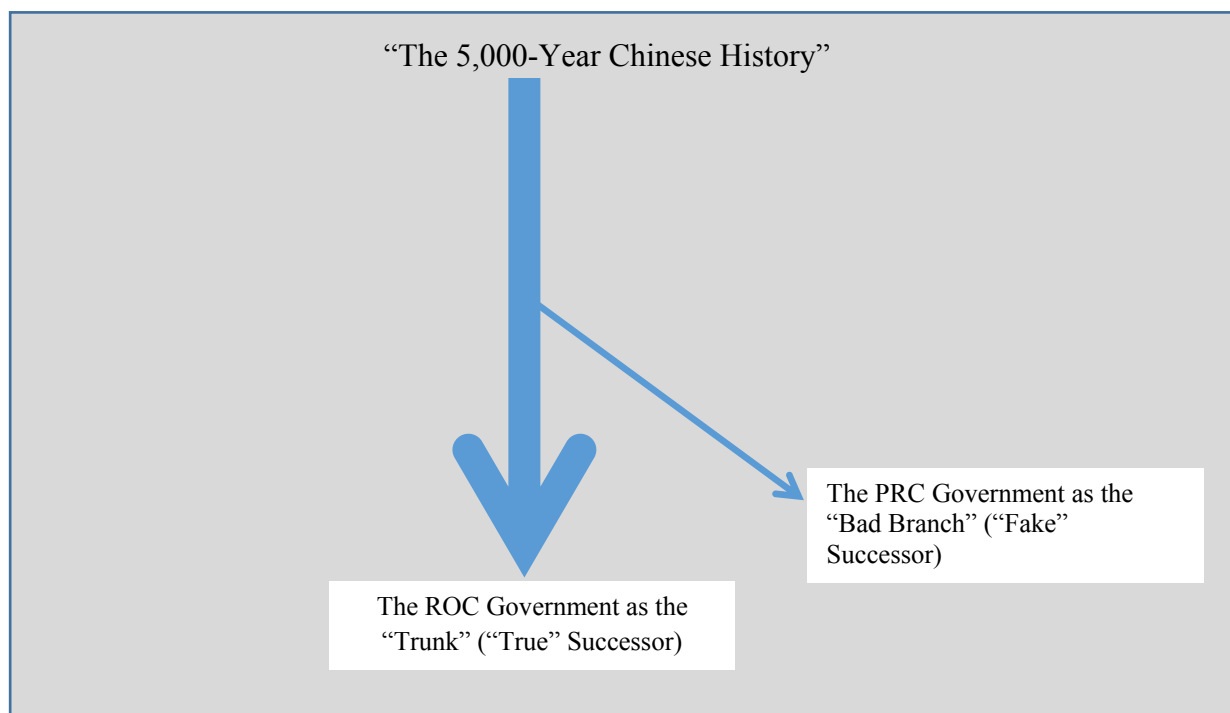 “The 5,000-Year Chinese History”
The PRC Government as the
“Bad Branch” (“Fake”
Successor)
The ROC Government as the
“Trunk” (“True” Successor)